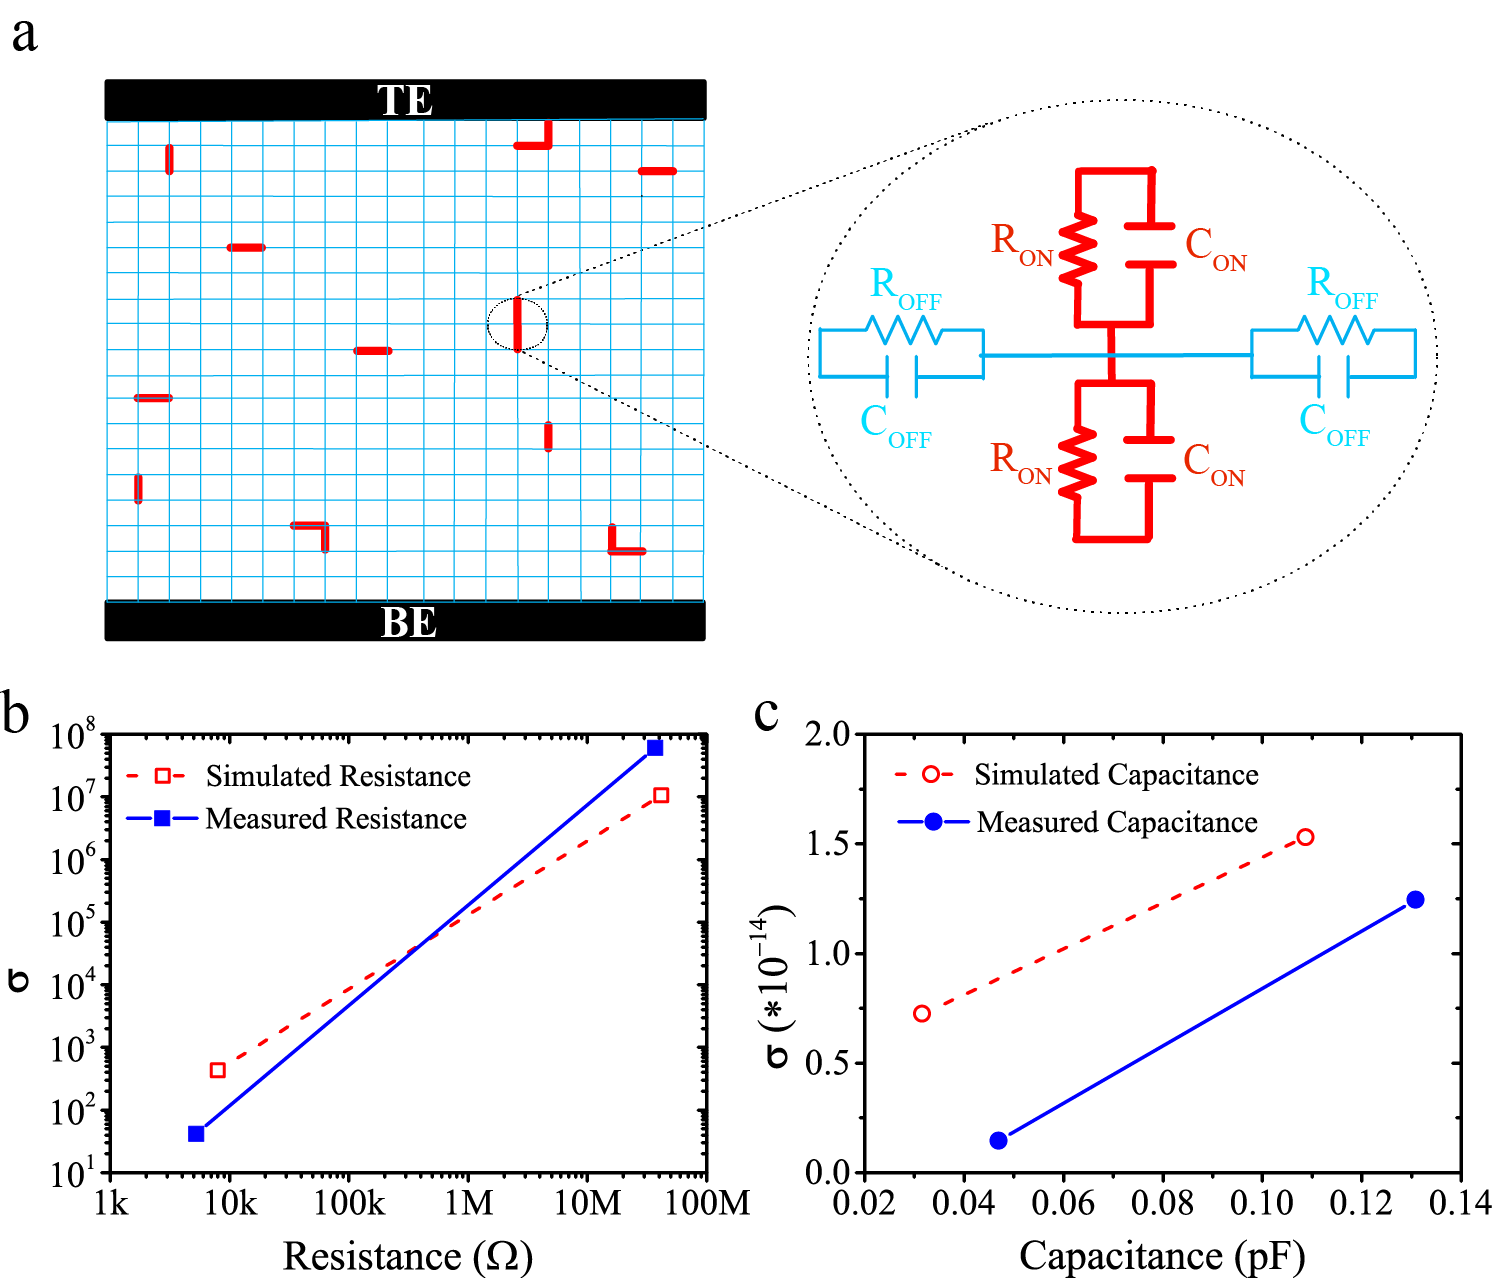 a
TE
R_ON C_ON
R_OFF R_OFF
C_OFF C_OFF
R_ON C_ON
BE
b
10^8
10^7
10^6
10^5
10^4
10^3
10^2
10^1
σ
Simulated Resistance
Measured Resistance
1k 10k 100k 1M 10M 100M
Resistance (Ω)
c
2.0
1.5
1.0
0.5
0.0
σ (*10^−14)
Simulated Capacitance
Measured Capacitance
0.02 0.04 0.06 0.08 0.10 0.12 0.14
Capacitance (pF)